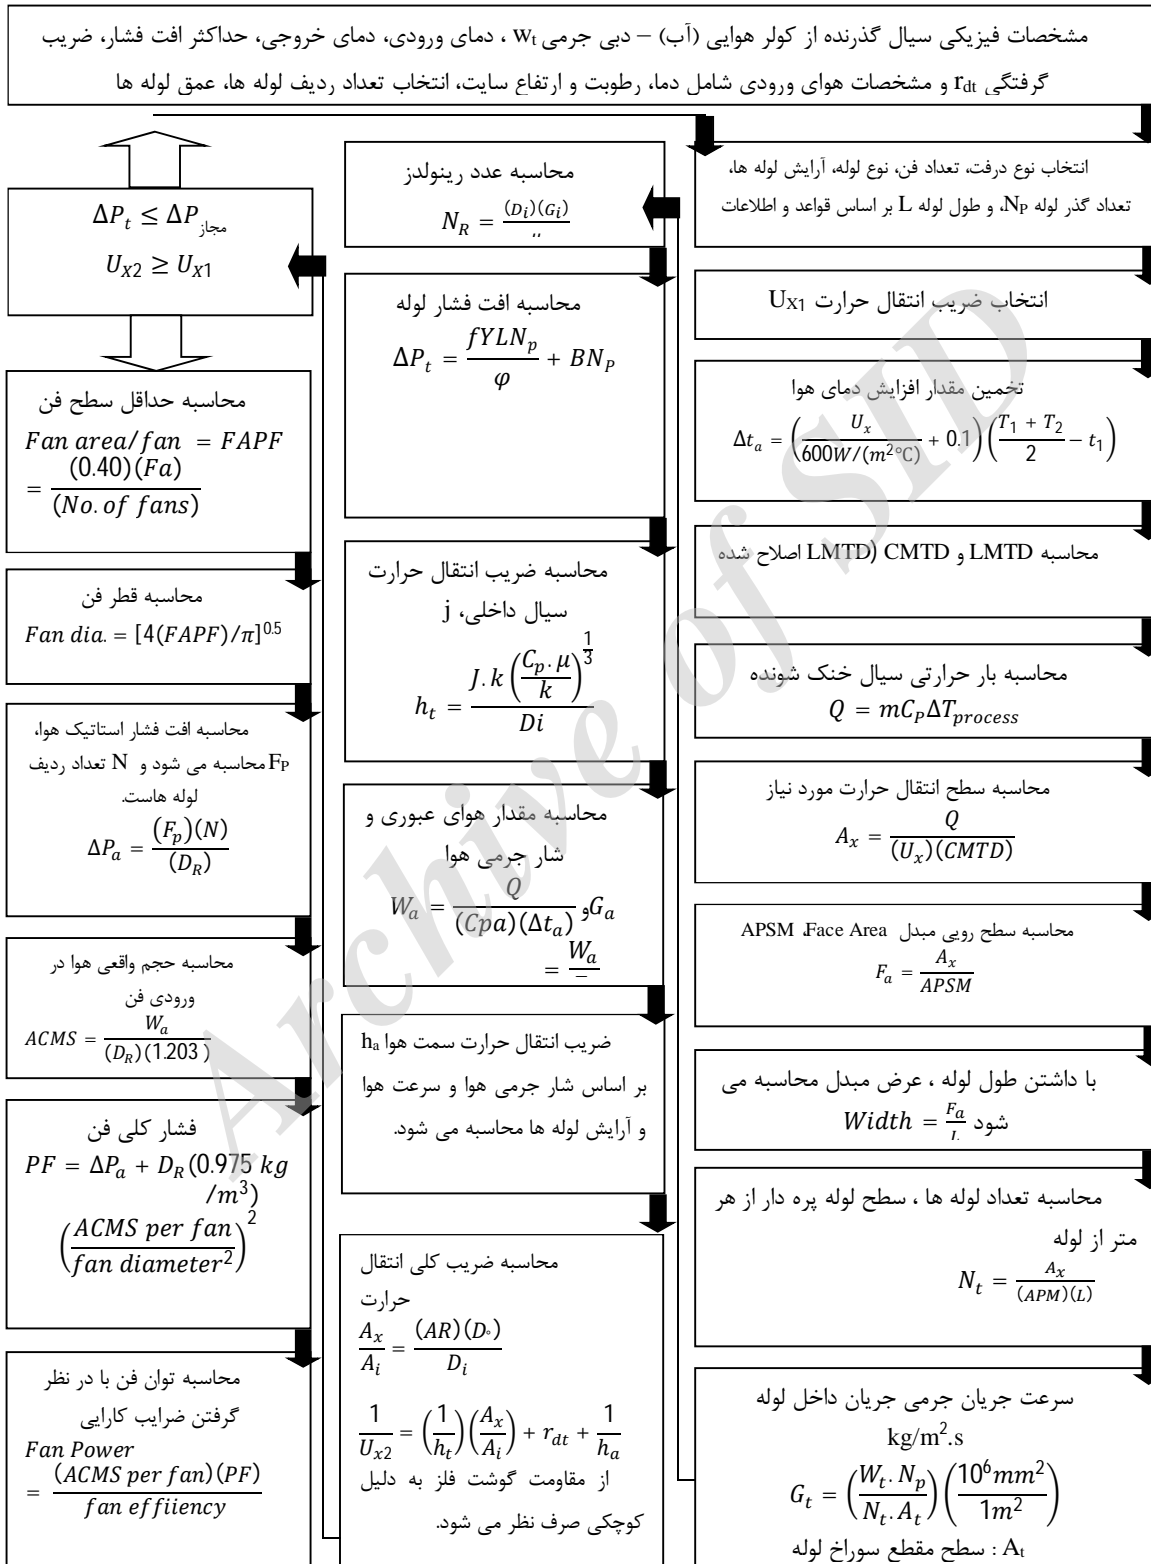 مشخصات فیزیکی سیال گذرنده از کولر هوایی (آب) – دبی جرمی Wt ، دمای ورودی، دمای خروجی، حداکثر افت فشار، ضریب
گرفتگی rdt و مشخصات هوای ورودی شامل دما، رطوبت و ارتفاع سایت، انتخاب تعداد ردیف لوله ها، عمق لوله ها
انتخاب نوع درفت، تعداد فن، نوع لوله، آرایش لوله ها،
تعداد گذر لوله NP، و طول لوله L بر اساس قواعد و اطلاعات
انتخاب ضریب انتقال حرارت UX1
تخمین مقدار افزایش دمای هوا
Δta = (Ux / 600W/(m²°C) + 0.1) ((T1 + T2) / 2 − t1)
محاسبه LMTD و CMTD (LMTD اصلاح شده
محاسبه بار حرارتی سیال خنک شونده
Q = mCPΔTprocess
محاسبه سطح انتقال حرارت مورد نیاز
Ax = Q / (Ux)(CMTD)
محاسبه سطح رویی مبدل Face Area، APSM
Fa = Ax / APSM
با داشتن طول لوله ، عرض مبدل محاسبه می
شود Width = Fa / L
محاسبه تعداد لوله ها ، سطح لوله پره دار از هر
متر از لوله
Nt = Ax / (APM)(L)
سرعت جریان جرمی جریان داخل لوله
kg/m².s
Gt = (Wt. Np / Nt. At) (10⁶mm² / 1m²)
At : سطح مقطع سوراخ لوله
محاسبه عدد رینولدز
NR = (Di)(Gi) / μ
محاسبه افت فشار لوله
ΔPt = fYLNp / φ + BNP
محاسبه ضریب انتقال حرارت
سیال داخلی، j
ht = J. k (Cp. μ / k)^(1/3) / Di
محاسبه مقدار هوای عبوری و
شار جرمی هوا
Wa = Q / (Cpa)(Δta) و Ga
= Wa /
ضریب انتقال حرارت سمت هوا ha
بر اساس شار جرمی هوا و سرعت هوا
و آرایش لوله ها محاسبه می شود.
محاسبه ضریب کلی انتقال
حرارت
Ax / Ai = (AR)(D∘) / Di
1 / Ux2 = (1 / ht) (Ax / Ai) + rdt + 1 / ha
از مقاومت گوشت فلز به دلیل
کوچکی صرف نظر می شود.
ΔPt ≤ ΔPمجاز
UX2 ≥ UX1
محاسبه حداقل سطح فن
Fan area/fan = FAPF
= (0.40)(Fa) / (No. of fans)
محاسبه قطر فن
Fan dia. = [4(FAPF)/π]^0.5
محاسبه افت فشار استاتیک هوا،
FP محاسبه می شود و N تعداد ردیف
لوله هاست.
ΔPa = (Fp)(N) / (DR)
محاسبه حجم واقعی هوا در
ورودی فن
ACMS = Wa / (DR)(1.203)
فشار کلی فن
PF = ΔPa + DR(0.975 kg
/m³)
(ACMS per fan / fan diameter²)²
محاسبه توان فن با در نظر
گرفتن ضرایب کارایی
Fan Power
= (ACMS per fan)(PF) / fan effiiency
Archive of SID